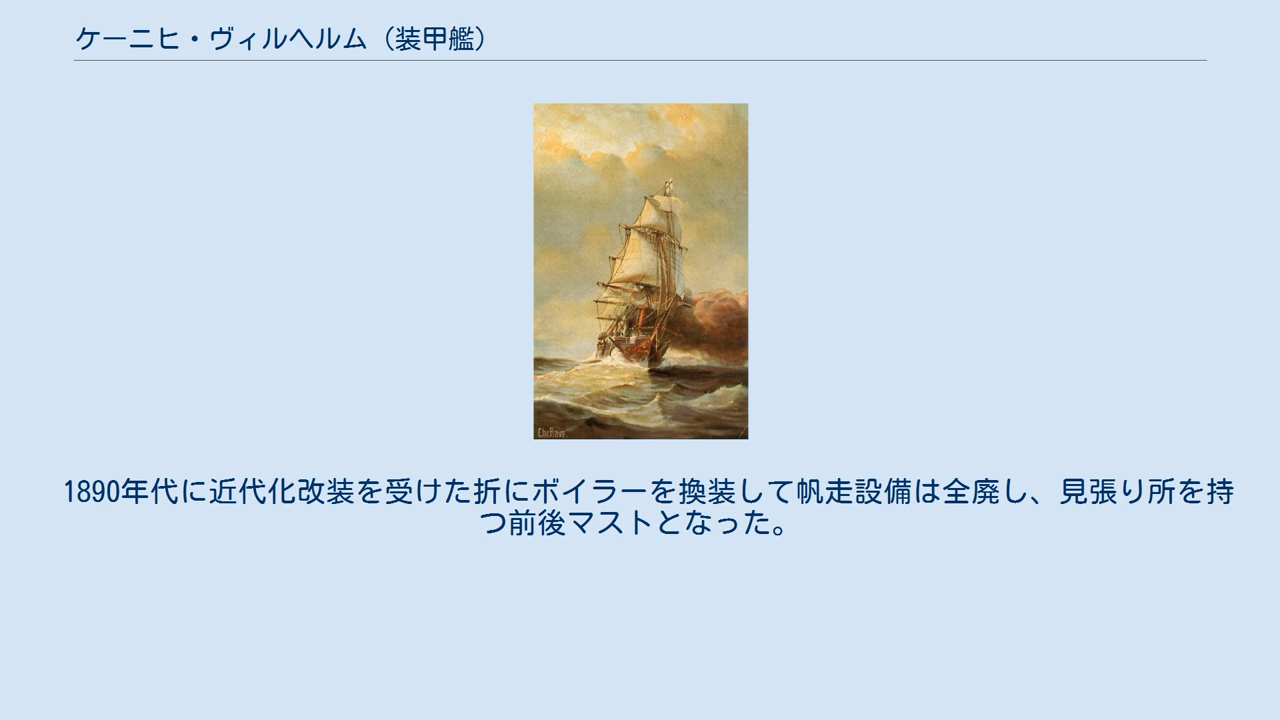 ケーニヒ・ヴィルヘルム（装甲艦）
Chr.Rave.
1890年代に近代化改装を受けた折にボイラーを換装して帆走設備は全廃し、見張り所を持
つ前後マストとなった。